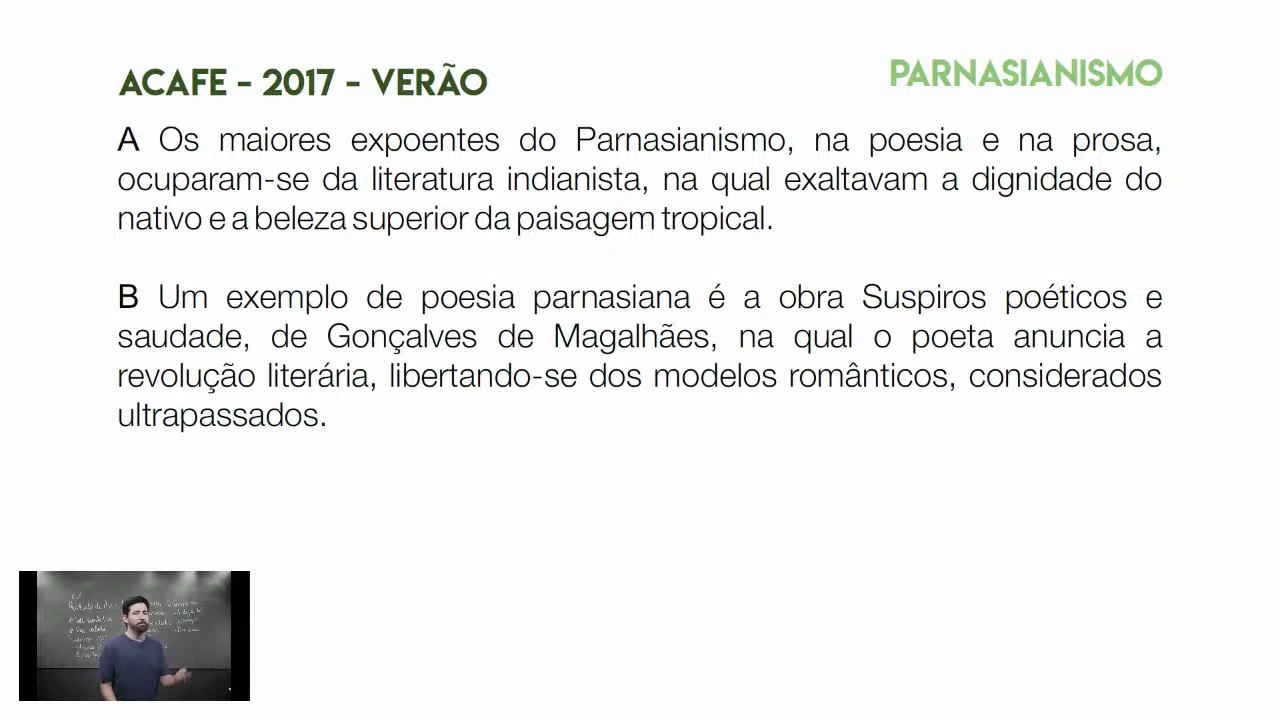 ACAFE - 2017 - VERÃO
PARNASIANISMO
A Os maiores expoentes do Parnasianismo, na poesia e na prosa,
ocuparam-se da literatura indianista, na qual exaltavam a dignidade do
nativo e a beleza superior da paisagem tropical.
B Um exemplo de poesia parnasiana é a obra Suspiros poéticos e
saudade, de Gonçalves de Magalhães, na qual o poeta anuncia a
revolução literária, libertando-se dos modelos românticos, considerados
ultrapassados.